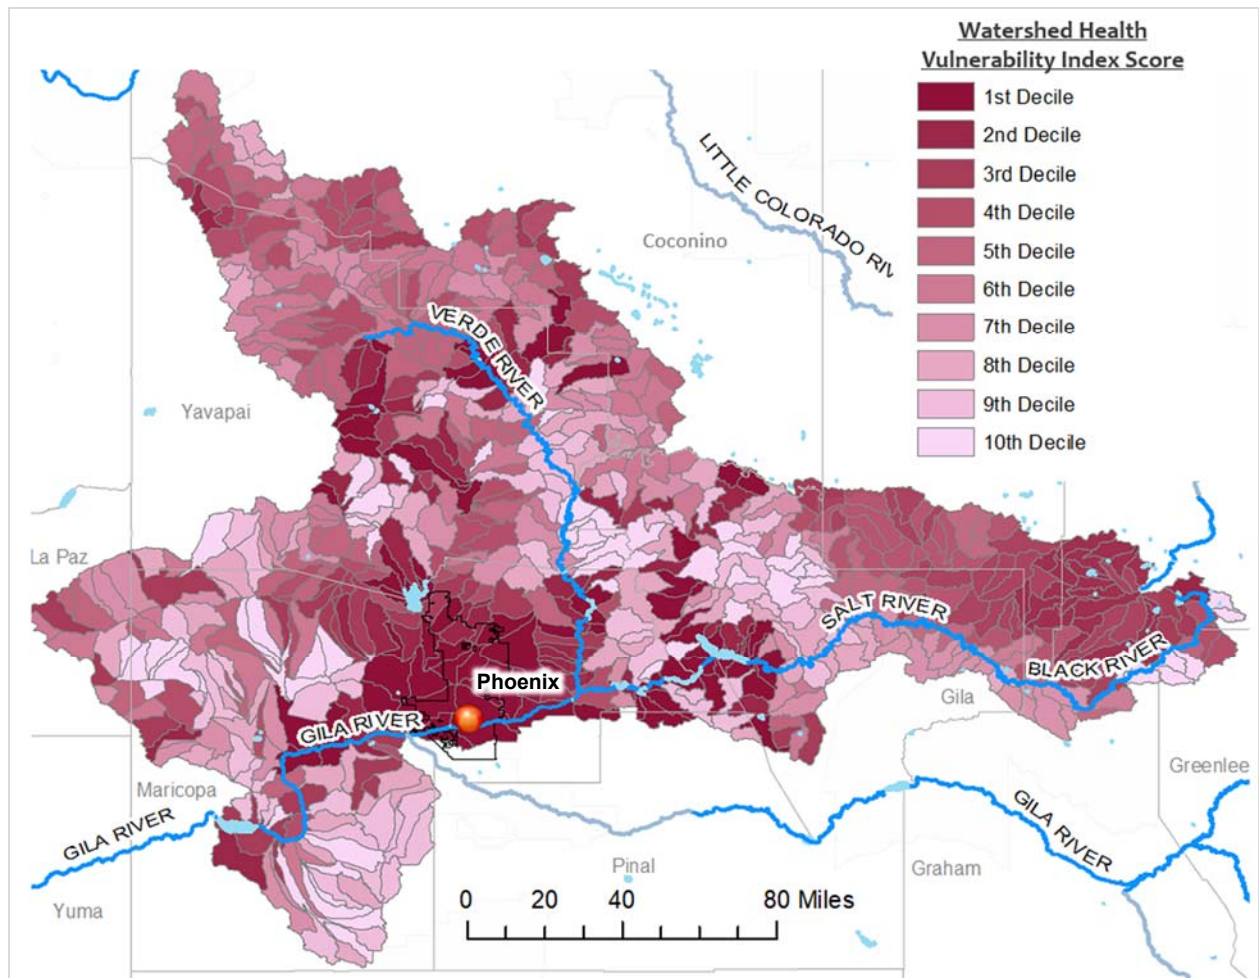 Watershed Health
Vulnerability Index Score
1st Decile
2nd Decile
3rd Decile
4th Decile
5th Decile
6th Decile
7th Decile
8th Decile
9th Decile
10th Decile
LITTLE COLORADO RIV
Coconino
VERDE RIVER
Yavapai
La Paz
SALT RIVER
BLACK RIVER
Phoenix
Gila
GILA RIVER
Greenlee
Maricopa
GILA RIVER
GILA RIVER
Pinal
Graham
Yuma
0 20 40 80 Miles